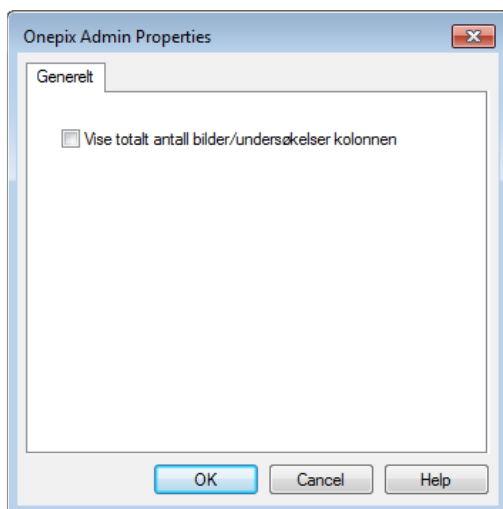 Onepix Admin Properties
Generelt
Vise totalt antall bilder/undersøkelser kolonnen
OK Cancel Help